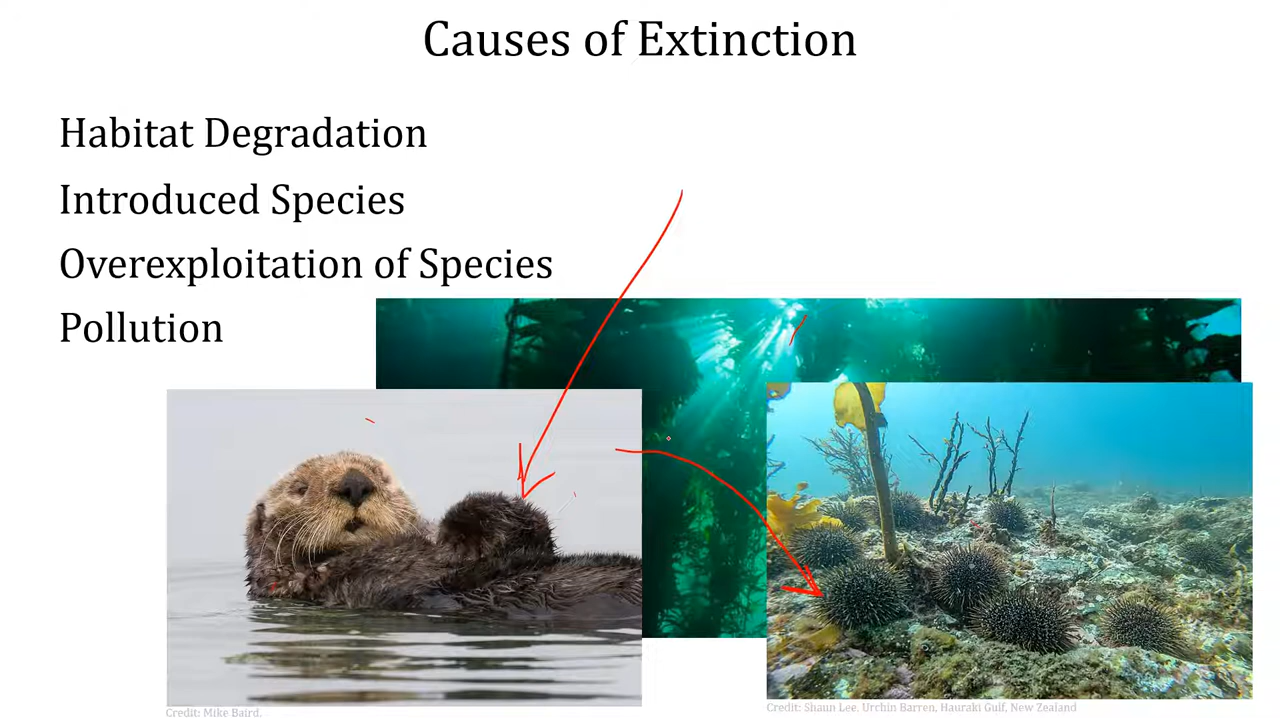 Causes of Extinction
Habitat Degradation
Introduced Species
Overexploitation of Species
Pollution
Credit: Mike Baird.
Credit: Shaun Lee. Urchin Barren, Hauraki Gulf, New Zealand